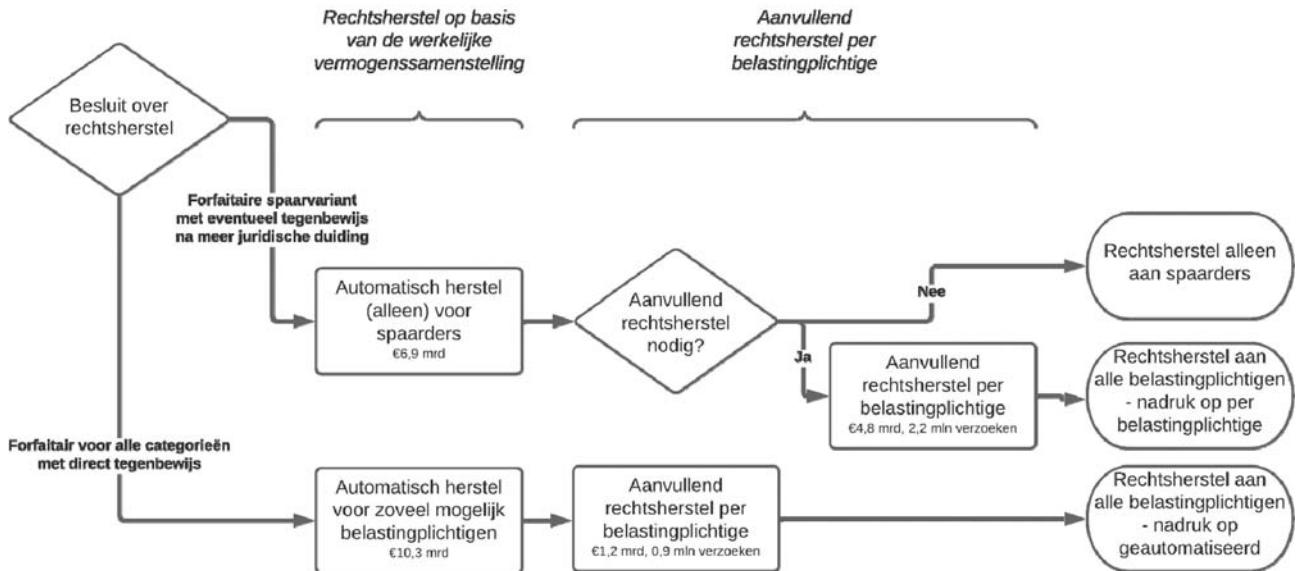 Rechtsherstel op basis
van de werkelijke
vermogenssamenstelling
Aanvullend
rechtsherstel per
belastingplichtige
Besluit over
rechtsherstel
Forfaitaire spaarvariant
met eventueel tegenbewijs
na meer juridische duiding
Automatisch herstel
(alleen) voor
spaarders
€6,9 mrd
Aanvullend
rechtsherstel
nodig?
Nee
Rechtsherstel alleen
aan spaarders
Ja
Aanvullend
rechtsherstel per
belastingplichtige
€4,8 mrd, 2,2 mln verzoeken
Rechtsherstel aan
alle belastingplichtigen
- nadruk op per
belastingplichtige
Forfaitair voor alle categorieën
met direct tegenbewijs
Automatisch herstel
voor zoveel mogelijk
belastingplichtigen
€10,3 mrd
Aanvullend
rechtsherstel per
belastingplichtige
€1,2 mrd, 0,9 mln verzoeken
Rechtsherstel aan
alle belastingplichtigen
- nadruk op
geautomatiseerd